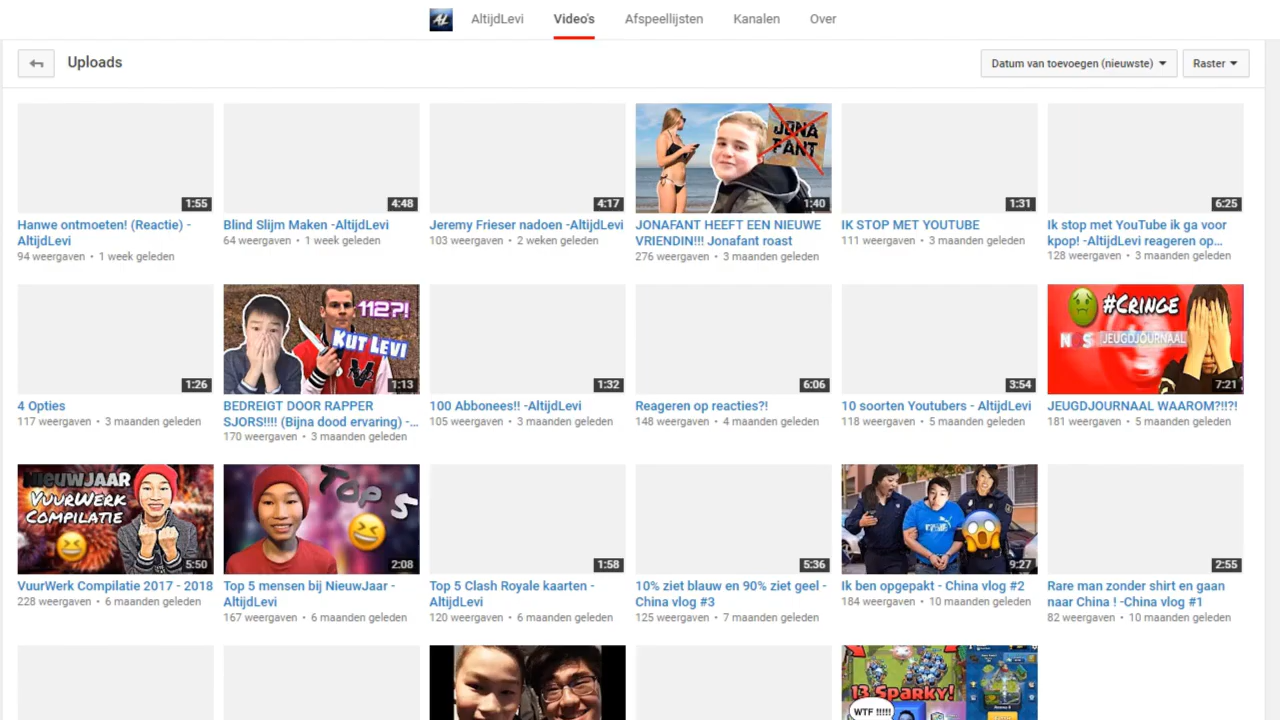 AltijdLevi Video's Afspeellijsten Kanalen Over
Uploads
Datum van toevoegen (nieuwste) Raster
JONA
FANT
1:55 4:48 4:17 1:40 1:31 6:25
Hanwe ontmoeten! (Reactie) - AltijdLevi
94 weergaven • 1 week geleden
Blind Slijm Maken -AltijdLevi
64 weergaven • 1 week geleden
Jeremy Frieser nadoen -AltijdLevi
103 weergaven • 2 weken geleden
JONAFANT HEEFT EEN NIEUWE
VRIENDIN!!! Jonafant roast
276 weergaven • 3 maanden geleden
IK STOP MET YOUTUBE
111 weergaven • 3 maanden geleden
Ik stop met YouTube ik ga voor
kpop! -AltijdLevi reageren op...
128 weergaven • 3 maanden geleden
112?!
KUT LEVI
#CRINGE
NOS JEUGDJOURNAAL
1:26 1:13 1:32 6:06 3:54 7:21
4 Opties
117 weergaven • 3 maanden geleden
BEDREIGT DOOR RAPPER
SJORS!!!! (Bijna dood ervaring) -...
170 weergaven • 3 maanden geleden
100 Abbonees!! -AltijdLevi
105 weergaven • 3 maanden geleden
Reageren op reacties?!
148 weergaven • 4 maanden geleden
10 soorten Youtubers - AltijdLevi
118 weergaven • 5 maanden geleden
JEUGDJOURNAAL WAAROM?!!?!
181 weergaven • 5 maanden geleden
NIEUWJAAR
VUURWERK
COMPILATIE
TOP 5
5:50 2:08 1:58 5:36 9:27 2:55
VuurWerk Compilatie 2017 - 2018
228 weergaven • 6 maanden geleden
Top 5 mensen bij NieuwJaar -
AltijdLevi
167 weergaven • 6 maanden geleden
Top 5 Clash Royale kaarten -
AltijdLevi
120 weergaven • 6 maanden geleden
10% ziet blauw en 90% ziet geel -
China vlog #3
125 weergaven • 7 maanden geleden
Ik ben opgepakt - China vlog #2
184 weergaven • 10 maanden geleden
Rare man zonder shirt en gaan
naar China ! -China vlog #1
82 weergaven • 10 maanden geleden
13 SPARKY!
WTF !!!!!